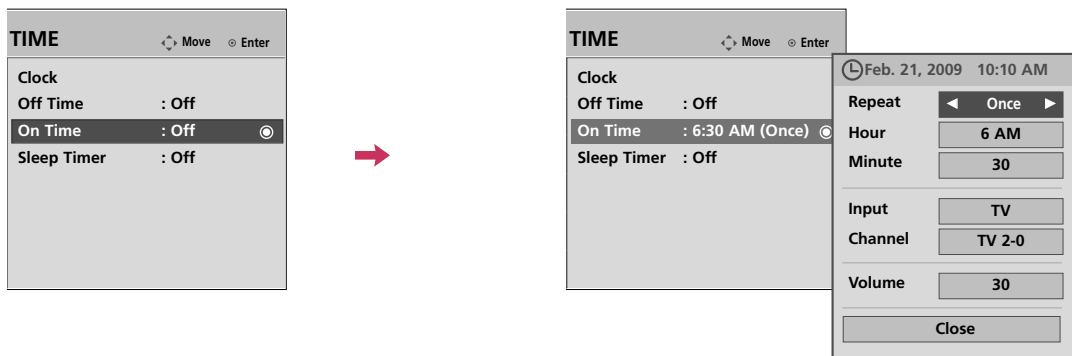 TIME Move Enter
Clock
Off Time : Off
On Time : Off
Sleep Timer : Off
TIME Move Enter
Clock
Off Time : Off
On Time : 6:30 AM (Once)
Sleep Timer : Off
Feb. 21, 2009 10:10 AM
Repeat ◀ Once ▶
Hour 6 AM
Minute 30
Input TV
Channel TV 2-0
Volume 30
Close